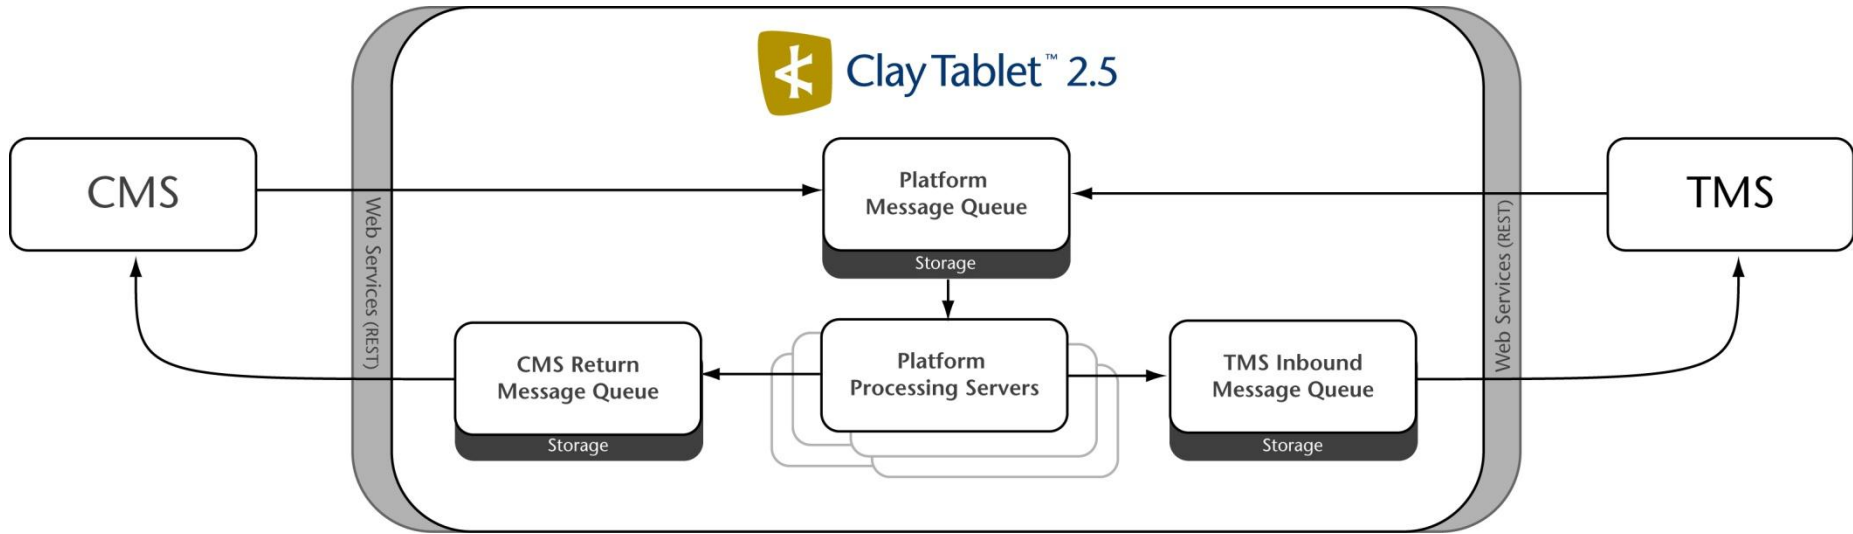 Clay Tablet™ 2.5
CMS
Web Services (REST)
Platform
Message Queue
Storage
Web Services (REST)
TMS
CMS Return
Message Queue
Storage
Platform
Processing Servers
TMS Inbound
Message Queue
Storage